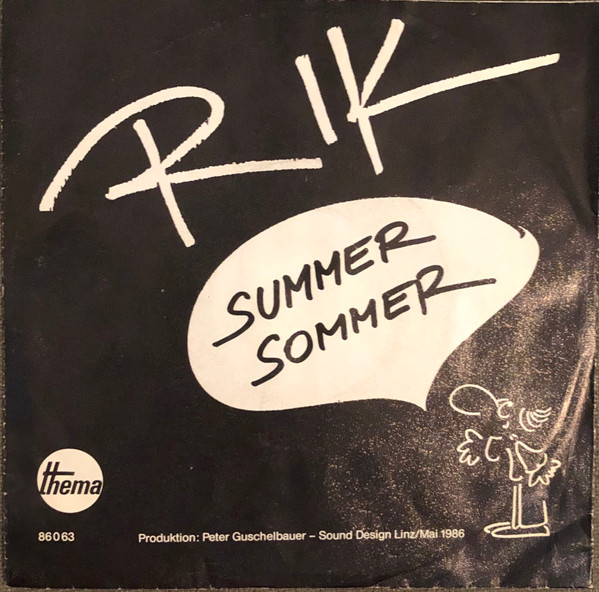 RIK
SUMMER
SOMMER
thema
86063
Produktion: Peter Guschelbauer – Sound Design Linz/Mai 1986